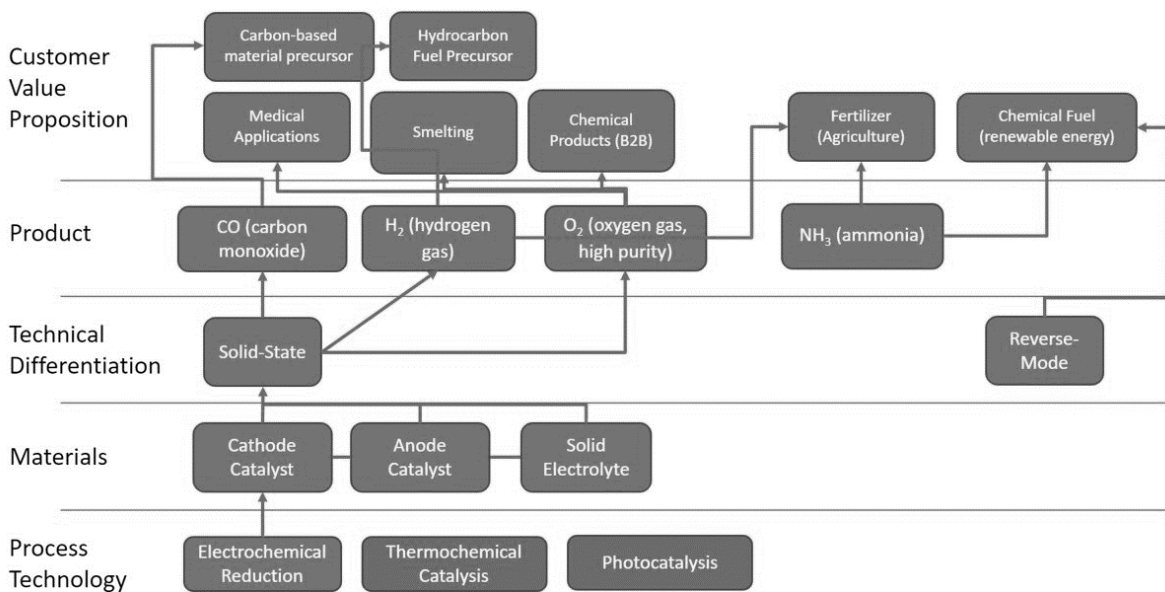 Customer
Value
Proposition
Carbon-based
material precursor
Hydrocarbon
Fuel Precursor
Medical
Applications
Smelting
Chemical
Products (B2B)
Fertilizer
(Agriculture)
Chemical Fuel
(renewable energy)
Product
CO (carbon
monoxide)
H₂ (hydrogen
gas)
O₂ (oxygen gas,
high purity)
NH₃ (ammonia)
Technical
Differentiation
Solid-State
Reverse-
Mode
Materials
Cathode
Catalyst
Anode
Catalyst
Solid
Electrolyte
Process
Technology
Electrochemical
Reduction
Thermochemical
Catalysis
Photocatalysis